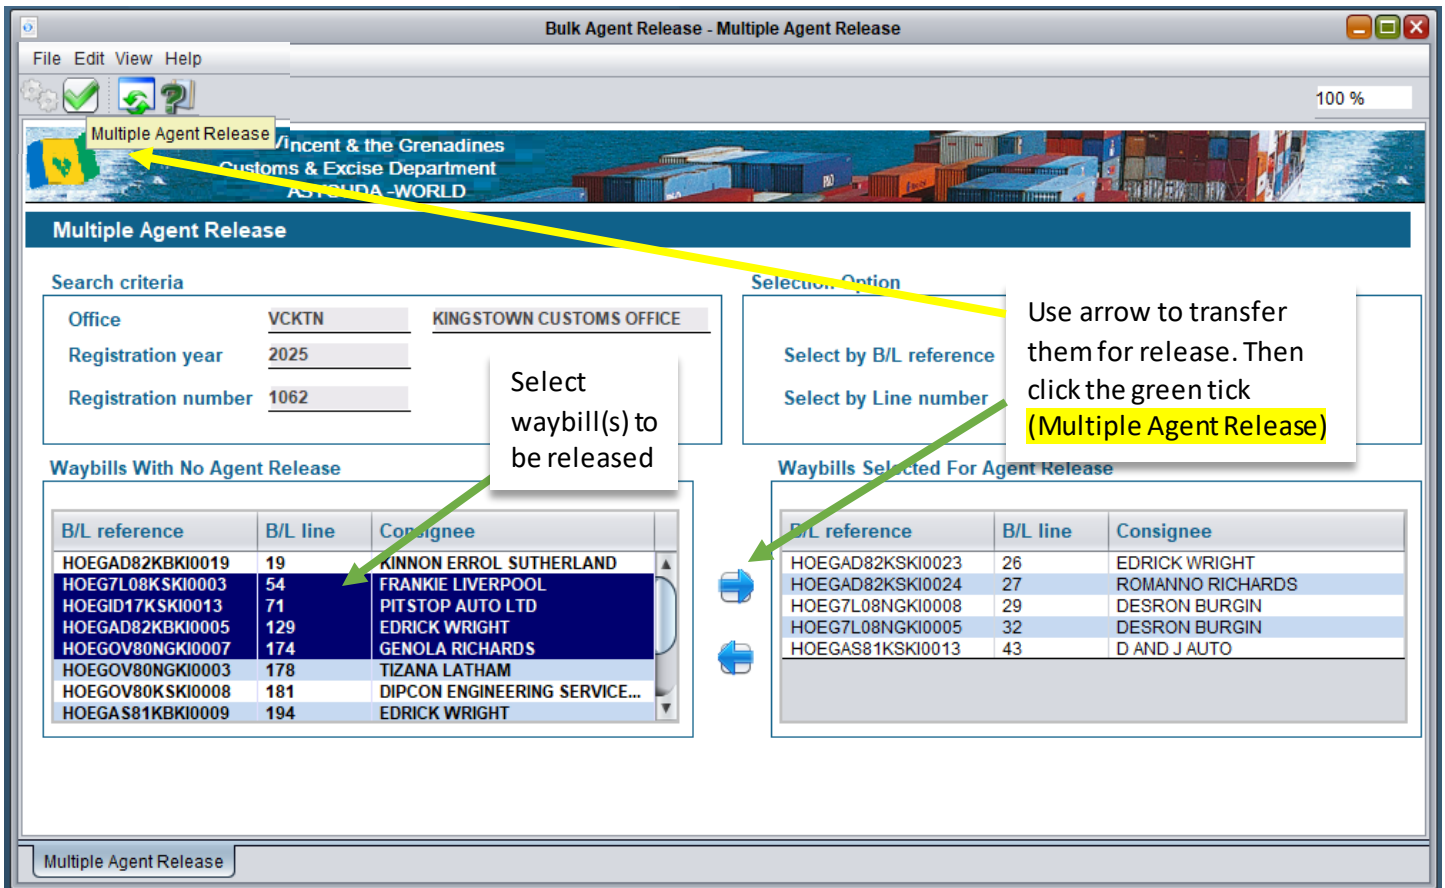 Bulk Agent Release - Multiple Agent Release
File Edit View Help
100 %
Multiple Agent Release
Vincent & the Grenadines
Customs & Excise Department
-WORLD
Multiple Agent Release
Search criteria
Selection Option
Office VCKTN KINGSTOWN CUSTOMS OFFICE
Registration year 2025
Registration number 1062
Select by B/L reference
Select by Line number
Select
waybill(s) to
be released
Use arrow to transfer
them for release. Then
click the green tick
(Multiple Agent Release)
Waybills With No Agent Release
B/L reference B/L line Consignee
HOEGAD82KBKI0019 19 KINNON ERROL SUTHERLAND
HOEG7L08KSKI0003 54 FRANKIE LIVERPOOL
HOEGID17KSKI0013 71 PITSTOP AUTO LTD
HOEGAD82KBKI0005 129 EDRICK WRIGHT
HOEGOV80NGKI0007 174 GENOLA RICHARDS
HOEGOV80NGKI0003 178 TIZANA LATHAM
HOEGOV80KSKI0008 181 DIPCON ENGINEERING SERVICE...
HOEGAS81KBKI0009 194 EDRICK WRIGHT
Waybills Selected For Agent Release
B/L reference B/L line Consignee
HOEGAD82KSKI0023 26 EDRICK WRIGHT
HOEGAD82KSKI0024 27 ROMANNO RICHARDS
HOEG7L08NGKI0008 29 DESRON BURGIN
HOEG7L08NGKI0005 32 DESRON BURGIN
HOEGAS81KSKI0013 43 D AND J AUTO
Multiple Agent Release